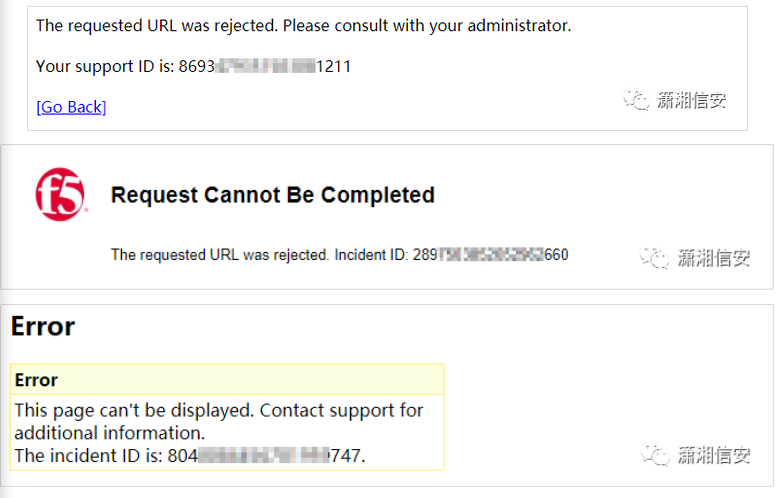 The requested URL was rejected. Please consult with your administrator.
Your support ID is: 8693 1211
[Go Back]
潇湘信安
f5
Request Cannot Be Completed
The requested URL was rejected. Incident ID: 289 660
潇湘信安
Error
Error
This page can't be displayed. Contact support for
additional information.
The incident ID is: 804 747.
潇湘信安